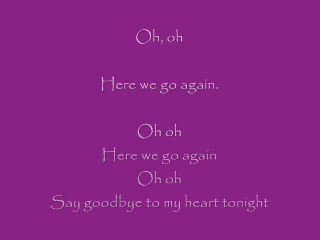 Oh, oh
Here we go again.
Oh oh
Here we go again
Oh oh
Say goodbye to my heart tonight